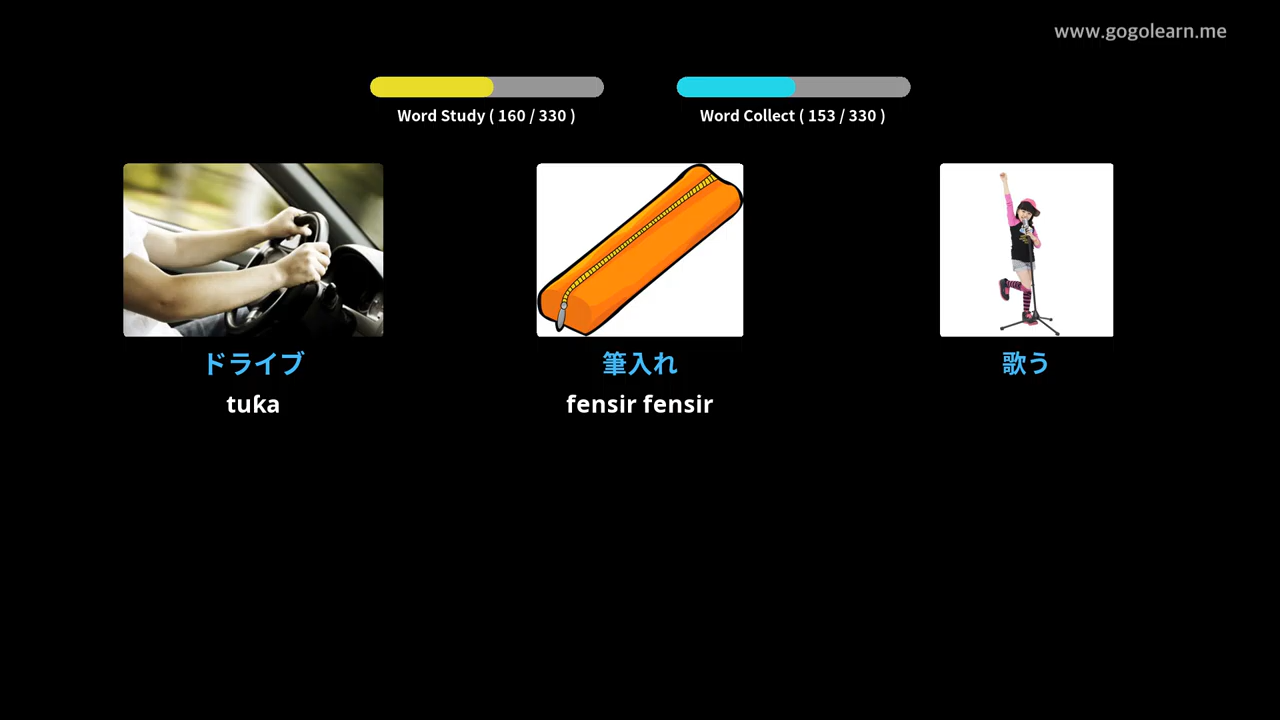 www.gogolearn.me
Word Study ( 160 / 330 )
Word Collect ( 153 / 330 )
ドライブ
tuƙa
筆入れ
fensir fensir
歌う